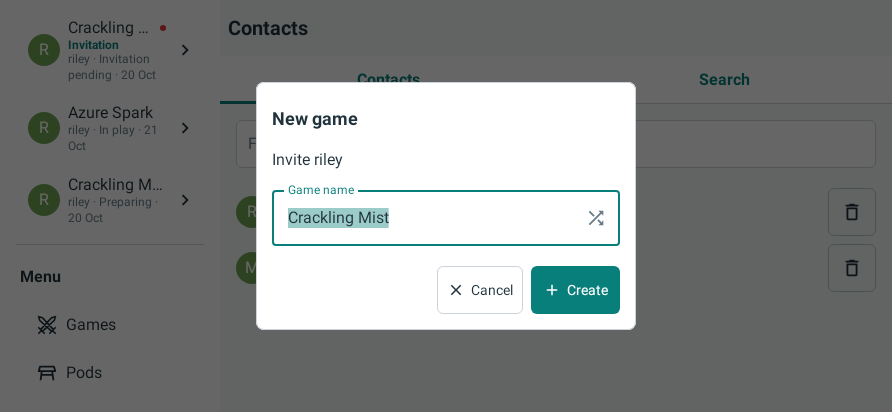 Crackling ...
Invitation
riley · Invitation
pending · 20 Oct
R
Azure Spark
riley · In play · 21
Oct
R
Crackling M...
riley · Preparing ·
20 Oct
R
Menu
Games
Pods
Contacts
Contacts
Search
F
R
M
New game
Invite riley
Game name
Crackling Mist
Cancel
Create